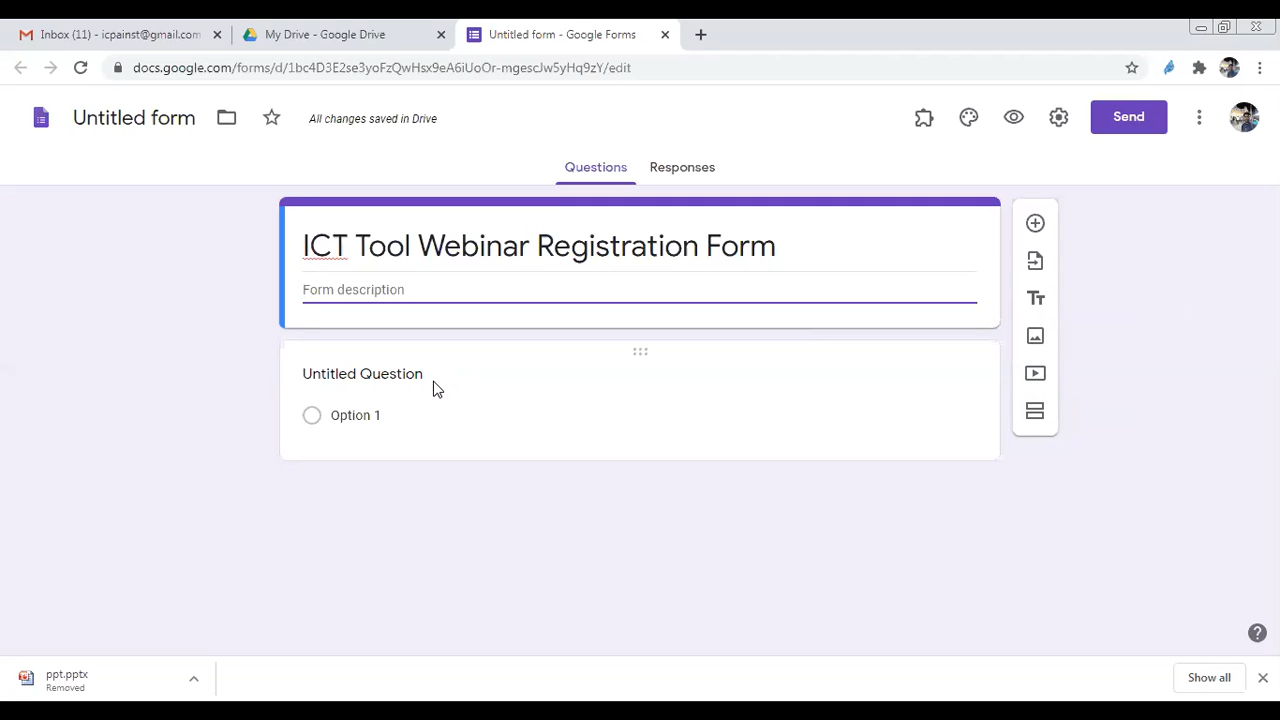 Inbox (11) - icpainst@gmail.com
My Drive - Google Drive
Untitled form - Google Forms
docs.google.com/forms/d/1bc4D3E2se3yoFzQwHsx9eA6iUoOr-mgescJw5yHq9zY/edit
Untitled form
All changes saved in Drive
Send
Questions
Responses
ICT Tool Webinar Registration Form
Form description
Untitled Question
Option 1
ppt.pptx
Removed
Show all